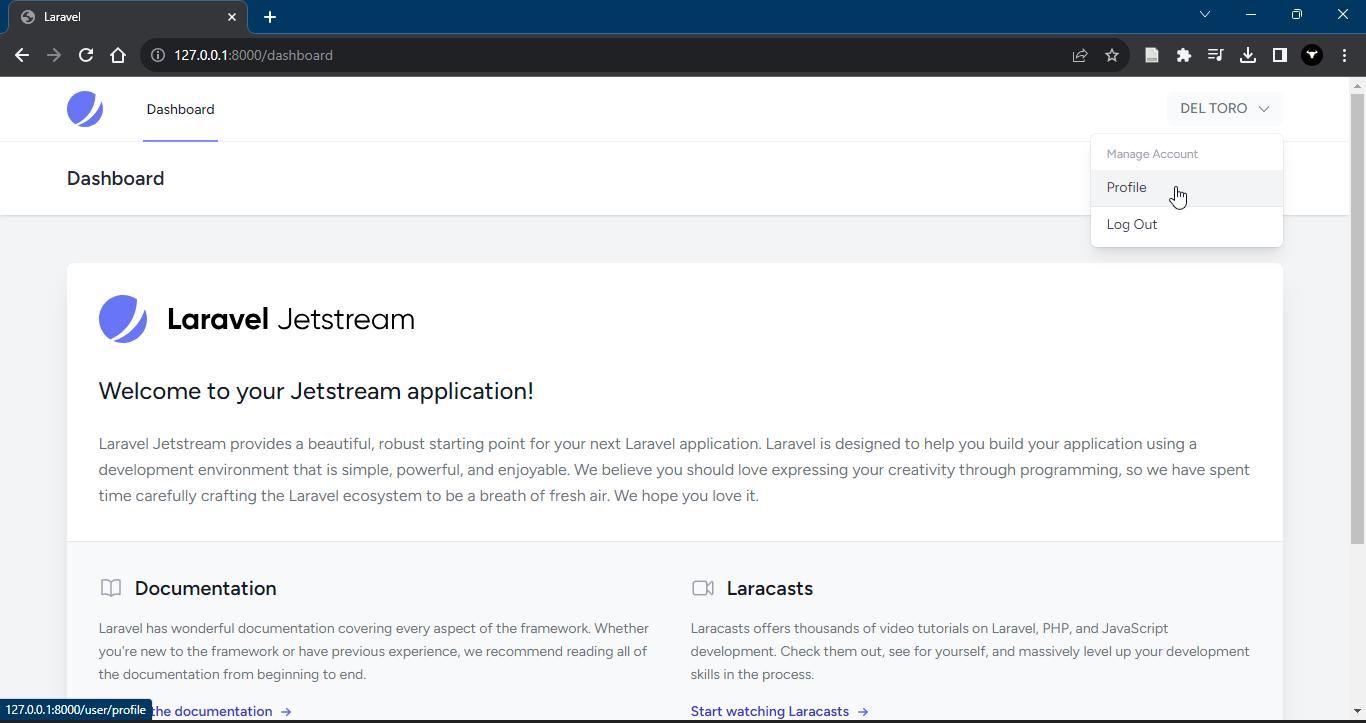 Laravel
127.0.0.1:8000/dashboard
Dashboard
DEL TORO
Manage Account
Profile
Log Out
Dashboard
Laravel Jetstream
Welcome to your Jetstream application!
Laravel Jetstream provides a beautiful, robust starting point for your next Laravel application. Laravel is designed to help you build your application using a
development environment that is simple, powerful, and enjoyable. We believe you should love expressing your creativity through programming, so we have spent
time carefully crafting the Laravel ecosystem to be a breath of fresh air. We hope you love it.
Documentation
Laravel has wonderful documentation covering every aspect of the framework. Whether
you're new to the framework or have previous experience, we recommend reading all of
the documentation from beginning to end.
the documentation →
Laracasts
Laracasts offers thousands of video tutorials on Laravel, PHP, and JavaScript
development. Check them out, see for yourself, and massively level up your development
skills in the process.
Start watching Laracasts →
127.0.0.1:8000/user/profile